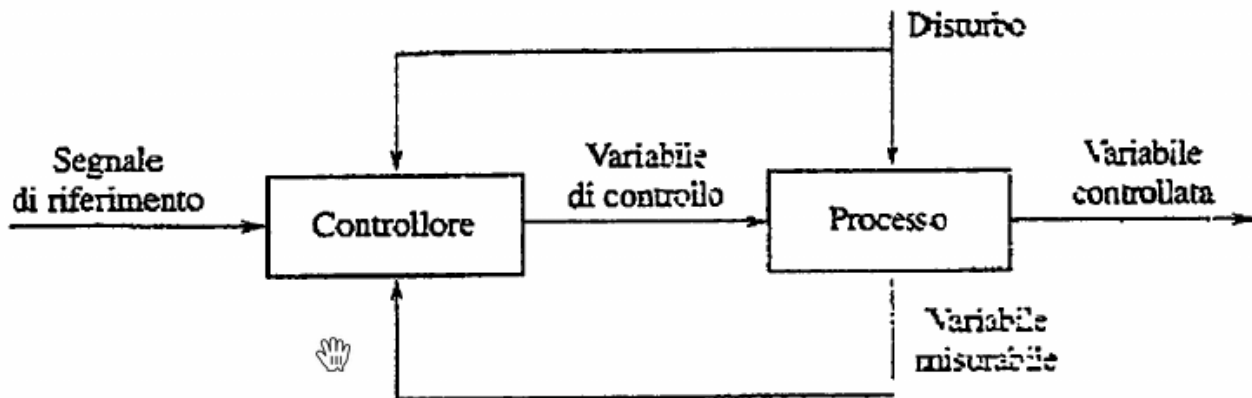 Disturbo
Segnale
di riferimento
Controllore
Variabile
di controllo
Processo
Variabile
controllata
Variabile
misurabile